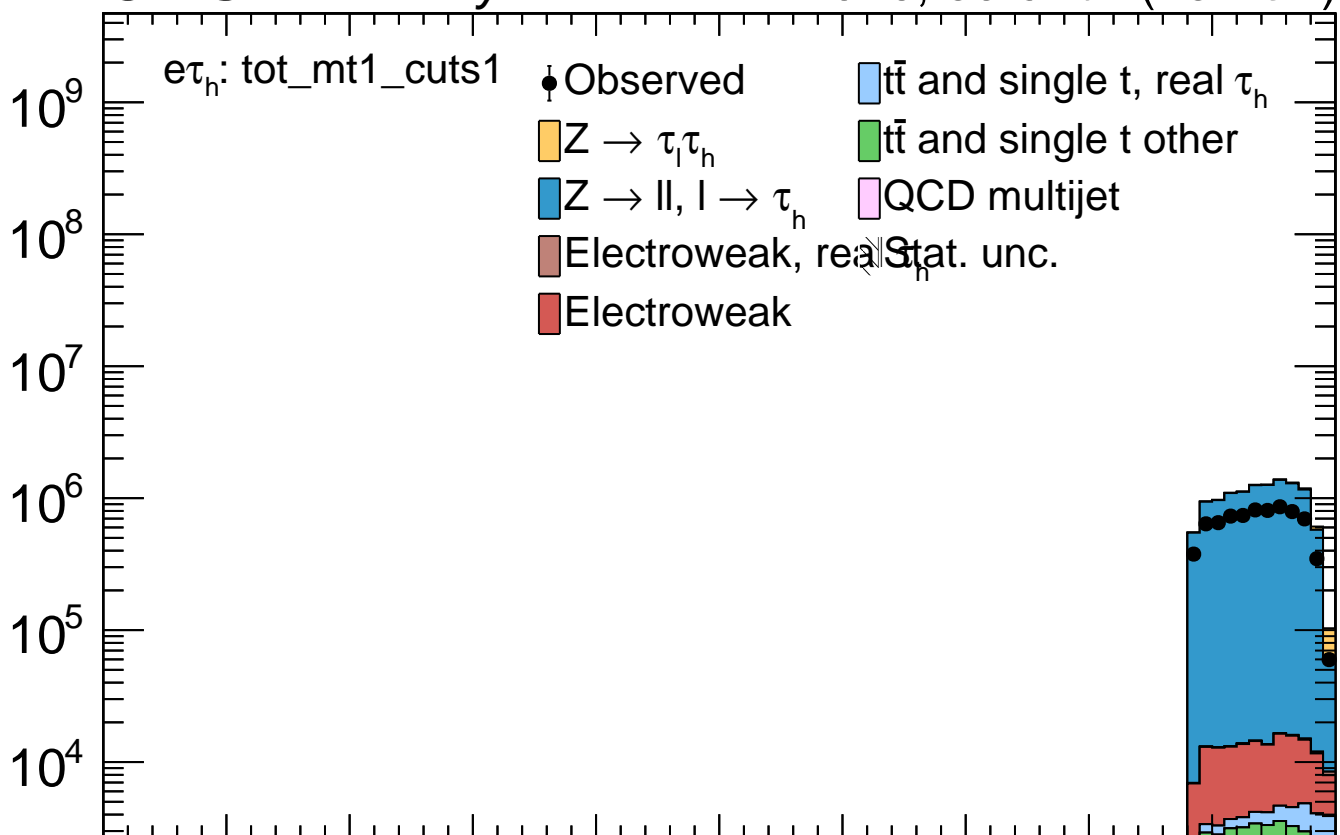 eτh: tot_mt1_cuts1
Observed
Z → τlτh
Z → ll, l → τh
Electroweak, real τh
Electroweak
tt̄ and single t, real τh
tt̄ and single t other
QCD multijet
Stat. unc.
10^9
10^8
10^7
10^6
10^5
10^4